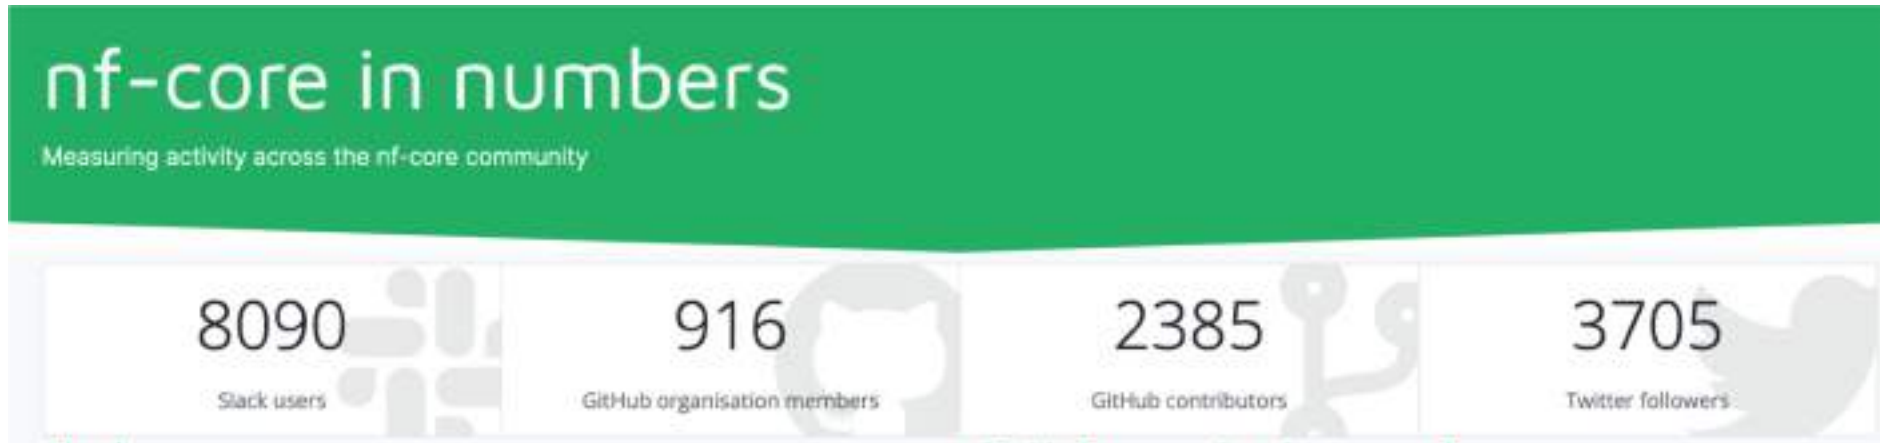 nf-core in numbers
Measuring activity across the nf-core community
8090
Slack users
916
GitHub organisation members
2385
GitHub contributors
3705
Twitter followers